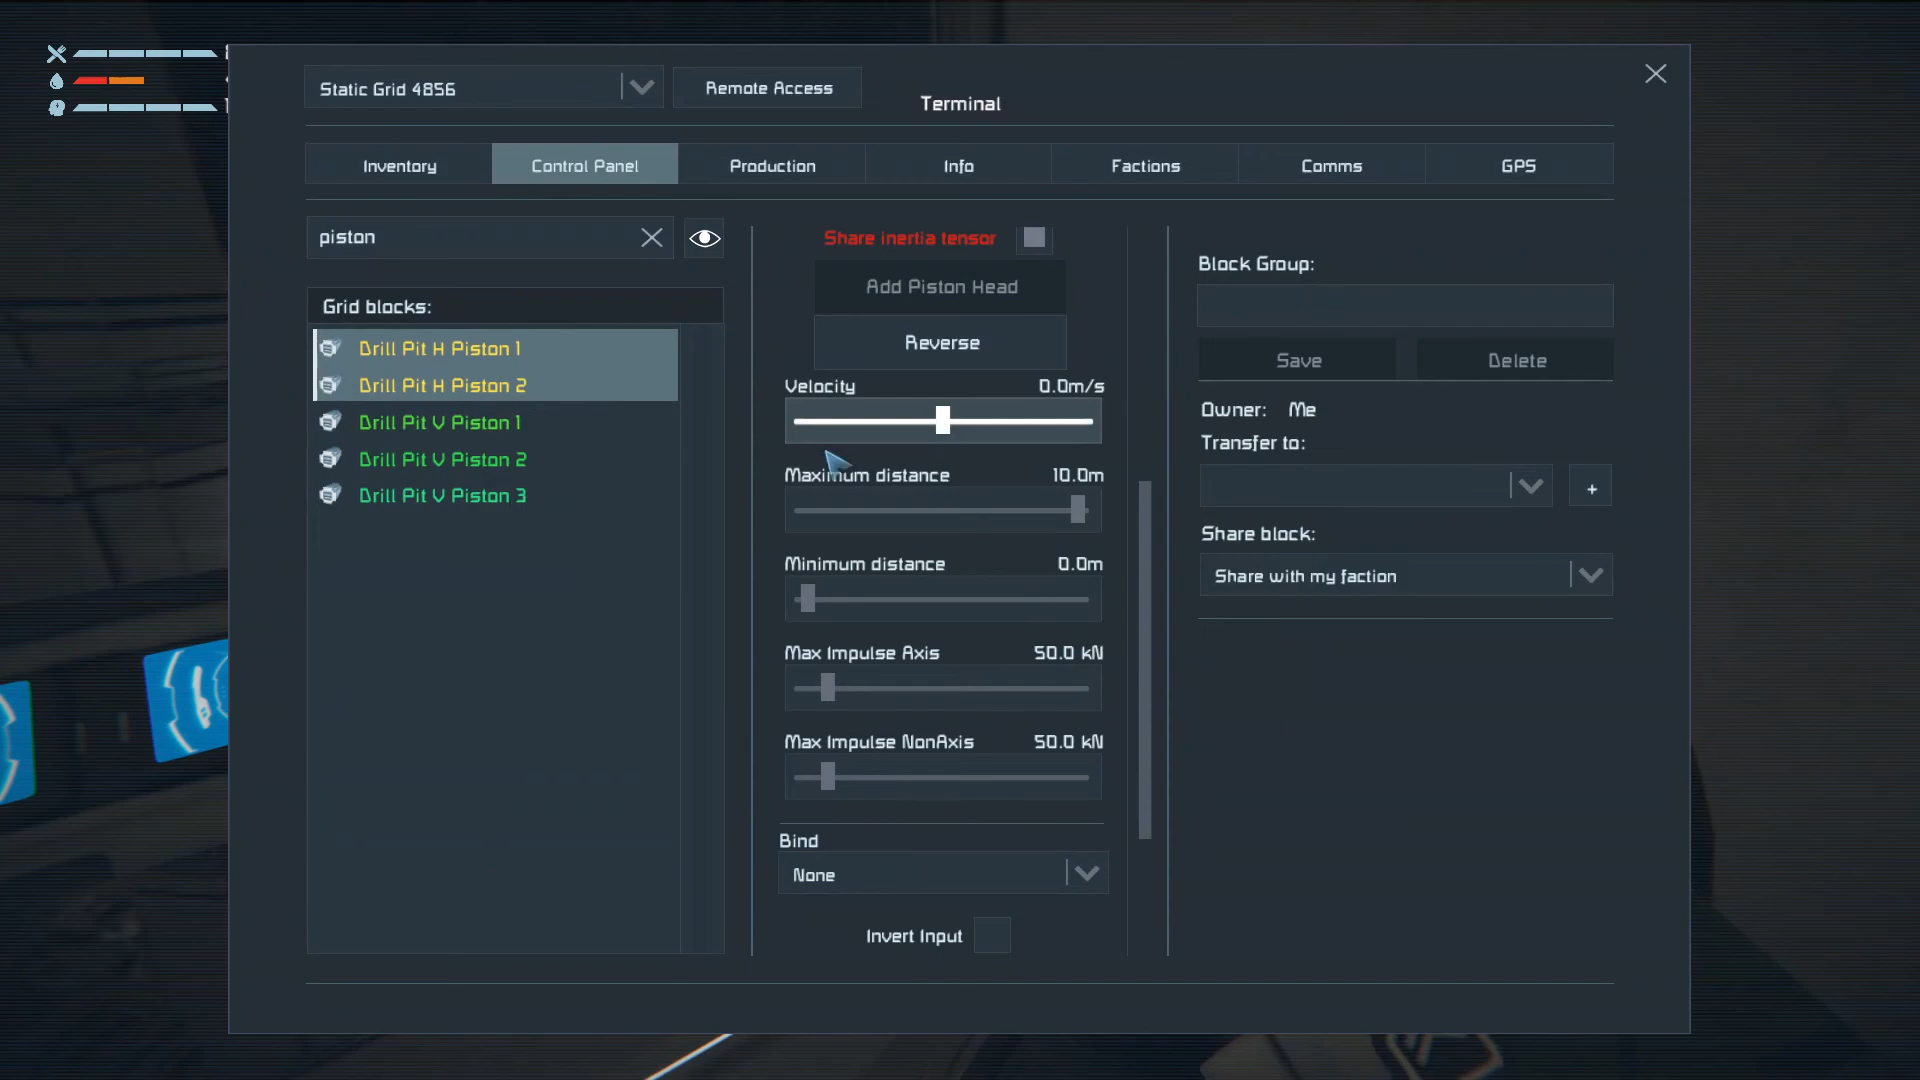 Static Grid 4856
Remote Access
Terminal
Inventory
Control Panel
Production
Info
Factions
Comms
GPS
piston
Grid blocks:
Drill Pit H Piston 1
Drill Pit H Piston 2
Drill Pit V Piston 1
Drill Pit V Piston 2
Drill Pit V Piston 3
Share inertia tensor
Add Piston Head
Reverse
Velocity 0.0m/s
Maximum distance 10.0m
Minimum distance 0.0m
Max Impulse Axis 50.0 kN
Max Impulse NonAxis 50.0 kN
Bind
None
Invert Input
Block Group:
Save
Delete
Owner: Me
Transfer to:
+
Share block:
Share with my faction